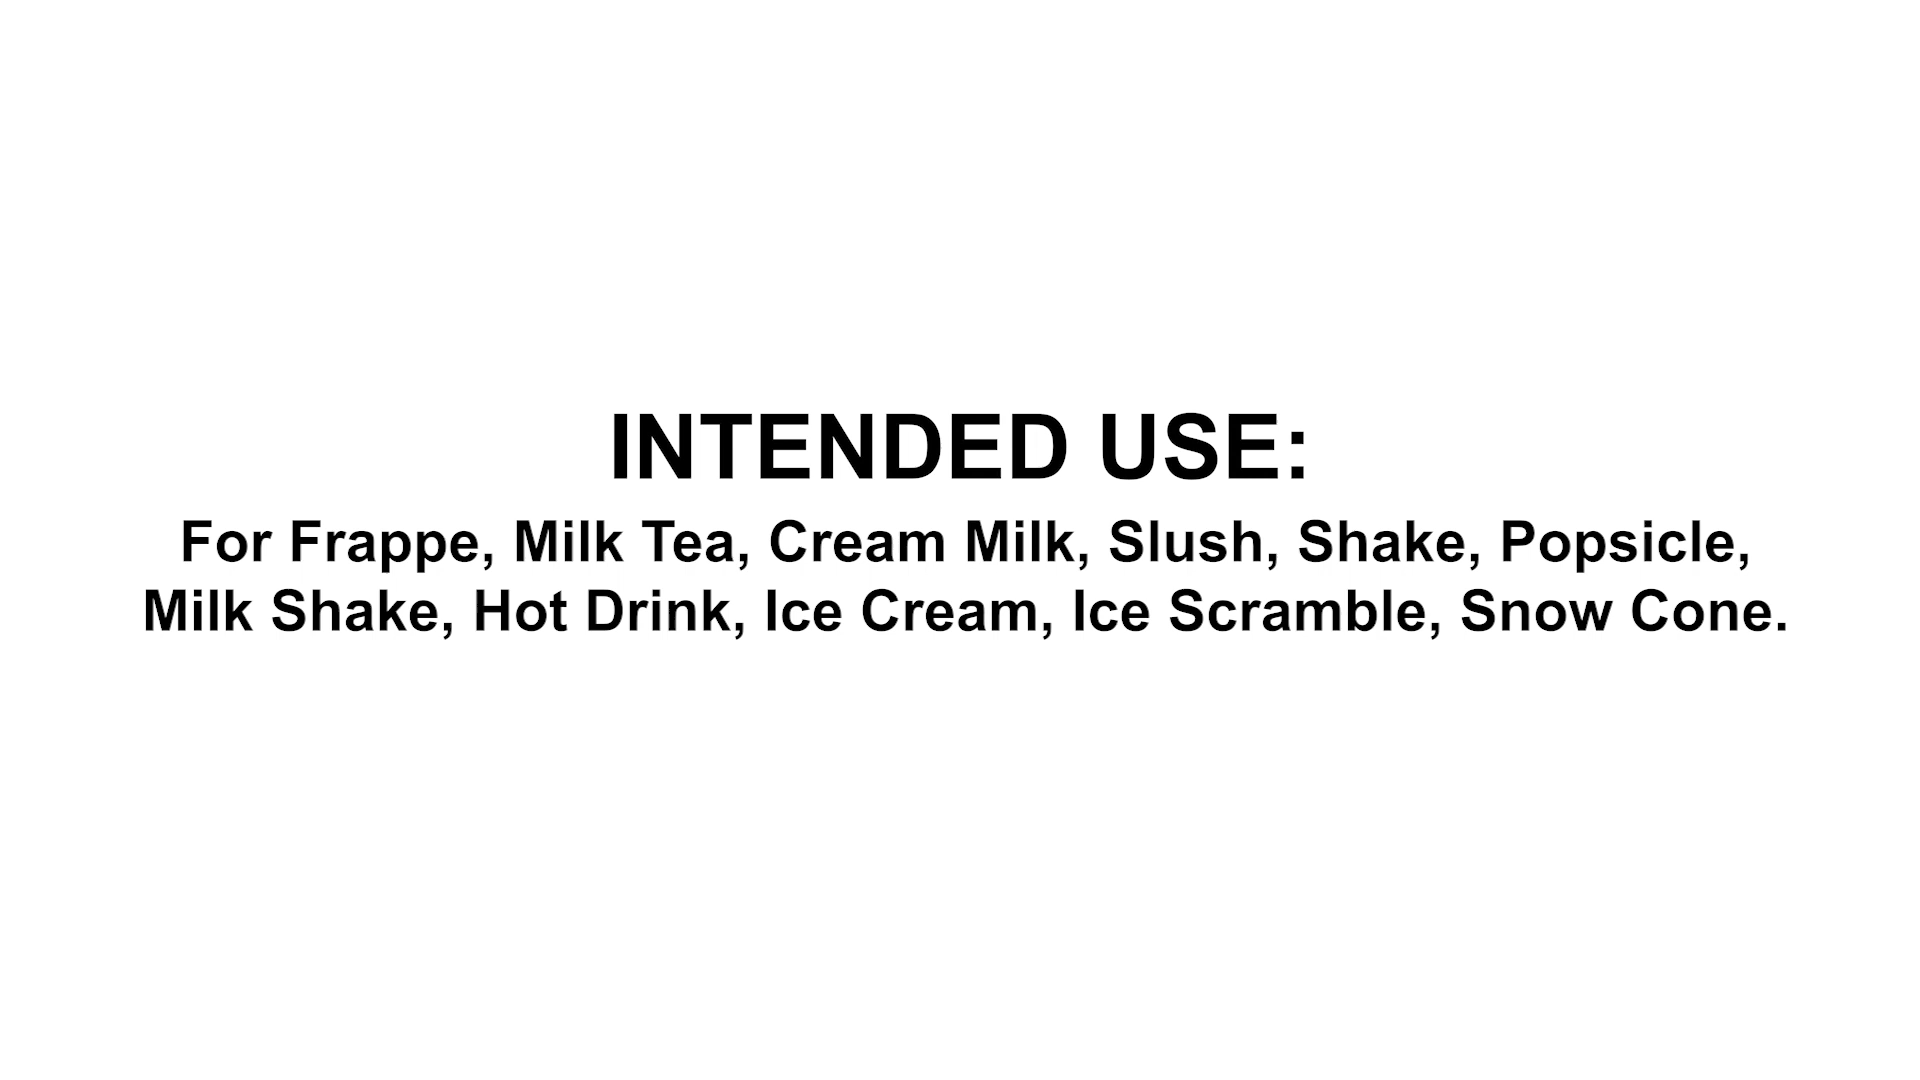 INTENDED USE:
For Frappe, Milk Tea, Cream Milk, Slush, Shake, Popsicle,
Milk Shake, Hot Drink, Ice Cream, Ice Scramble, Snow Cone.